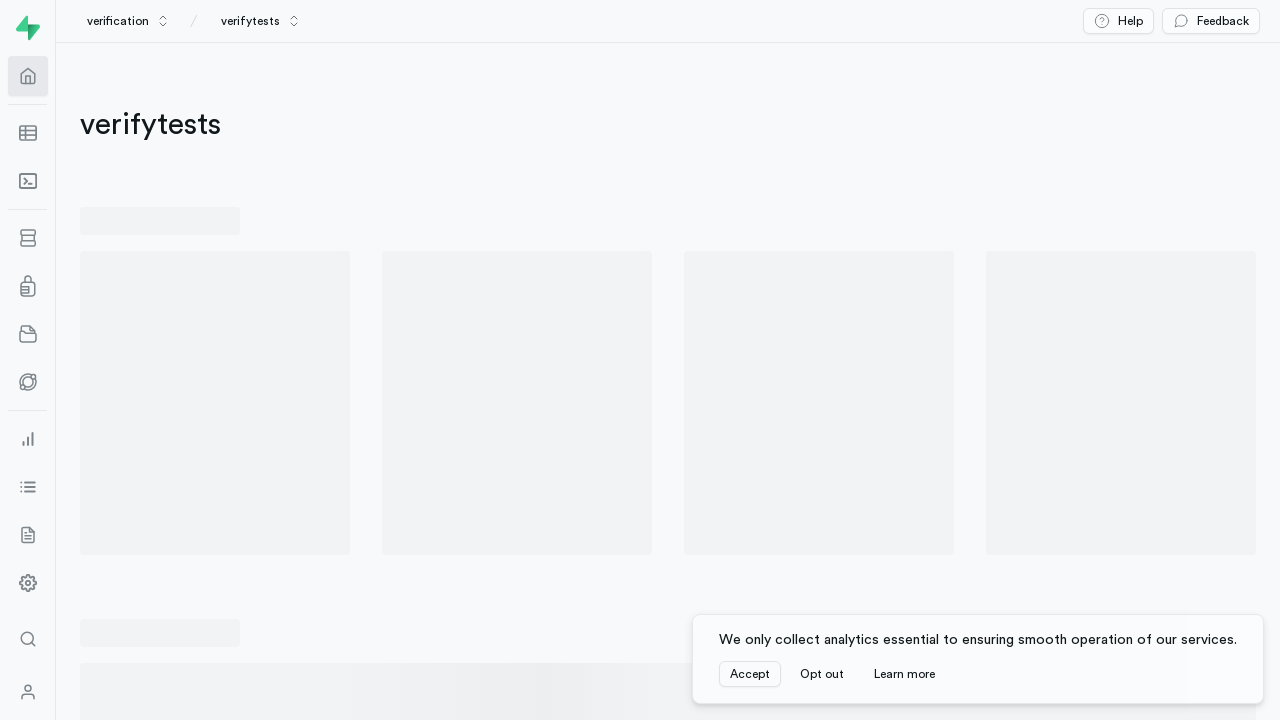 verification / verifytests
Help
Feedback
verifytests
We only collect analytics essential to ensuring smooth operation of our services.
Accept
Opt out
Learn more